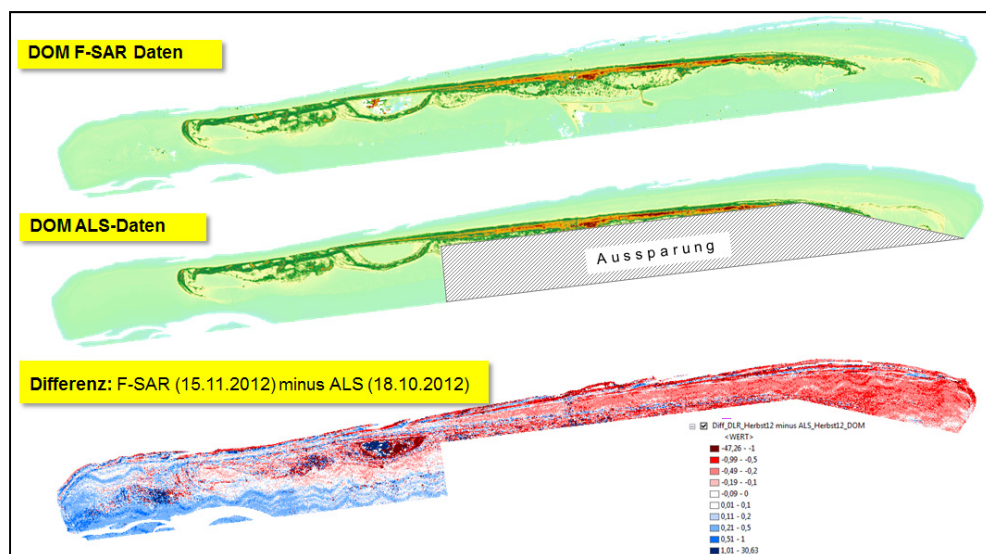 DOM F-SAR Daten
DOM ALS-Daten
Aussparung
Differenz: F-SAR (15.11.2012) minus ALS (18.10.2012)
Diff_DLR_Herbst12 minus ALS_Herbst12_DOM
<WERT>
-47,26 - -1
-0,99 - -0,5
-0,49 - -0,2
-0,19 - -0,1
-0,09 - 0
0,01 - 0,1
0,11 - 0,2
0,21 - 0,5
0,51 - 1
1,01 - 30,63